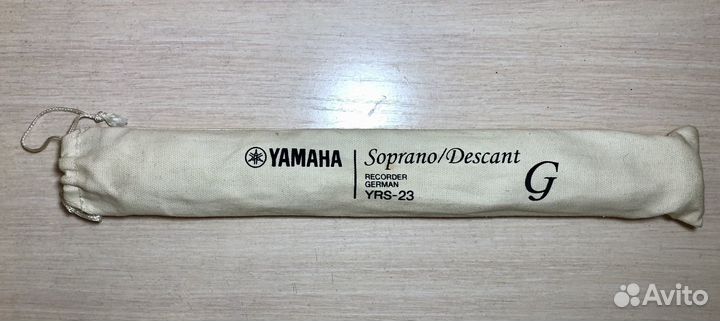 YAMAHA
Soprano/Descant
RECORDER
GERMAN
YRS-23
G
Avito